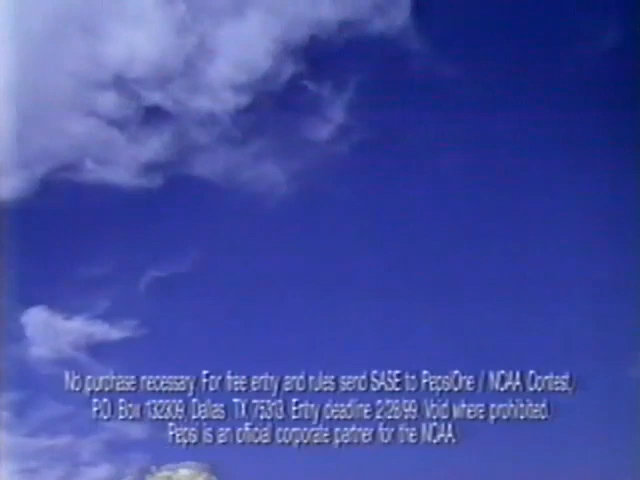 No purchase necessary. For free entry and rules send SASE to PepsiOne / NCAA Contest,
P.O. Box 132309, Dallas, TX 75313. Entry deadline 2/28/99. Void where prohibited.
Pepsi is an official corporate partner for the NCAA.